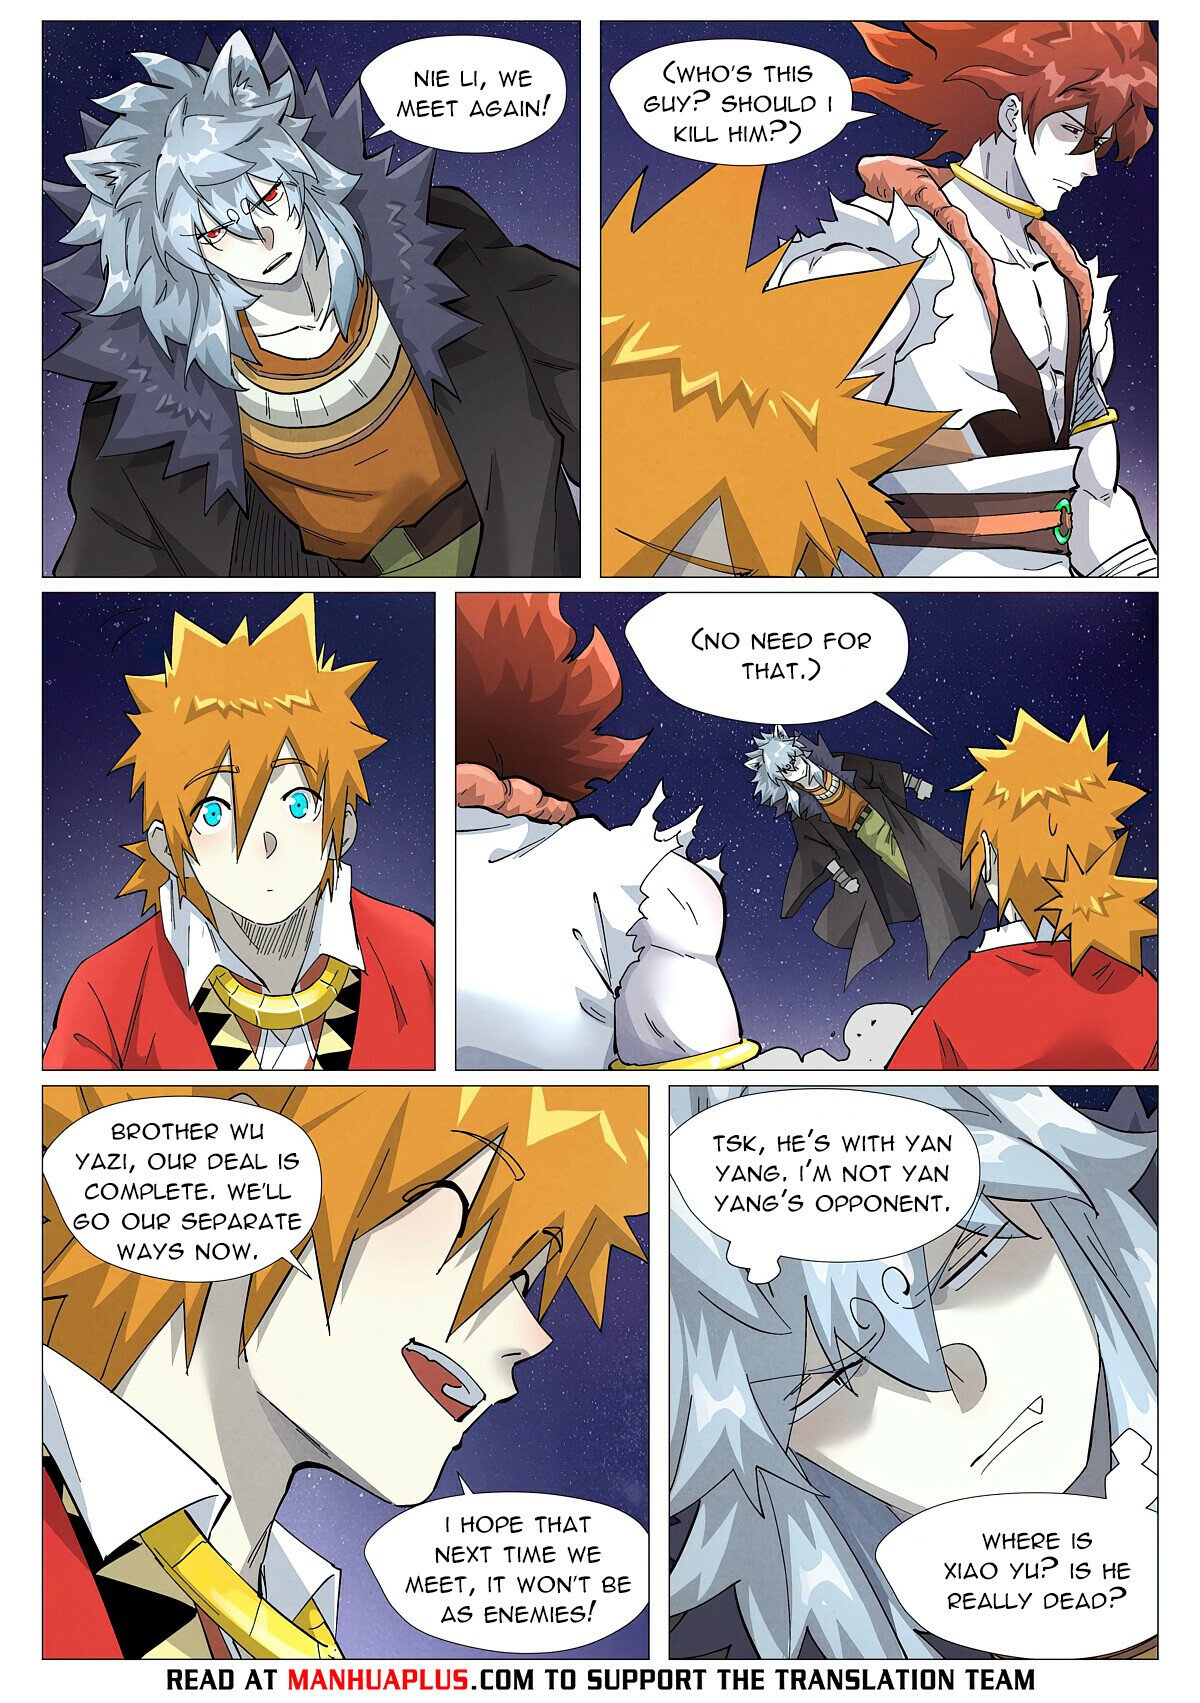 NIE LI, WE
MEET AGAIN!
(WHO'S THIS
GUY? SHOULD I
KILL HIM?)
(NO NEED FOR
THAT.)
BROTHER WU
YAZI, OUR DEAL IS
COMPLETE. WE'LL
GO OUR SEPARATE
WAYS NOW.
I HOPE THAT
NEXT TIME WE
MEET, IT WON'T BE
AS ENEMIES!
TSK, HE'S WITH YAN
YANG. I'M NOT YAN
YANG'S OPPONENT.
WHERE IS
XIAO YU? IS HE
REALLY DEAD?
READ AT MANHUAPLUS.COM TO SUPPORT THE TRANSLATION TEAM